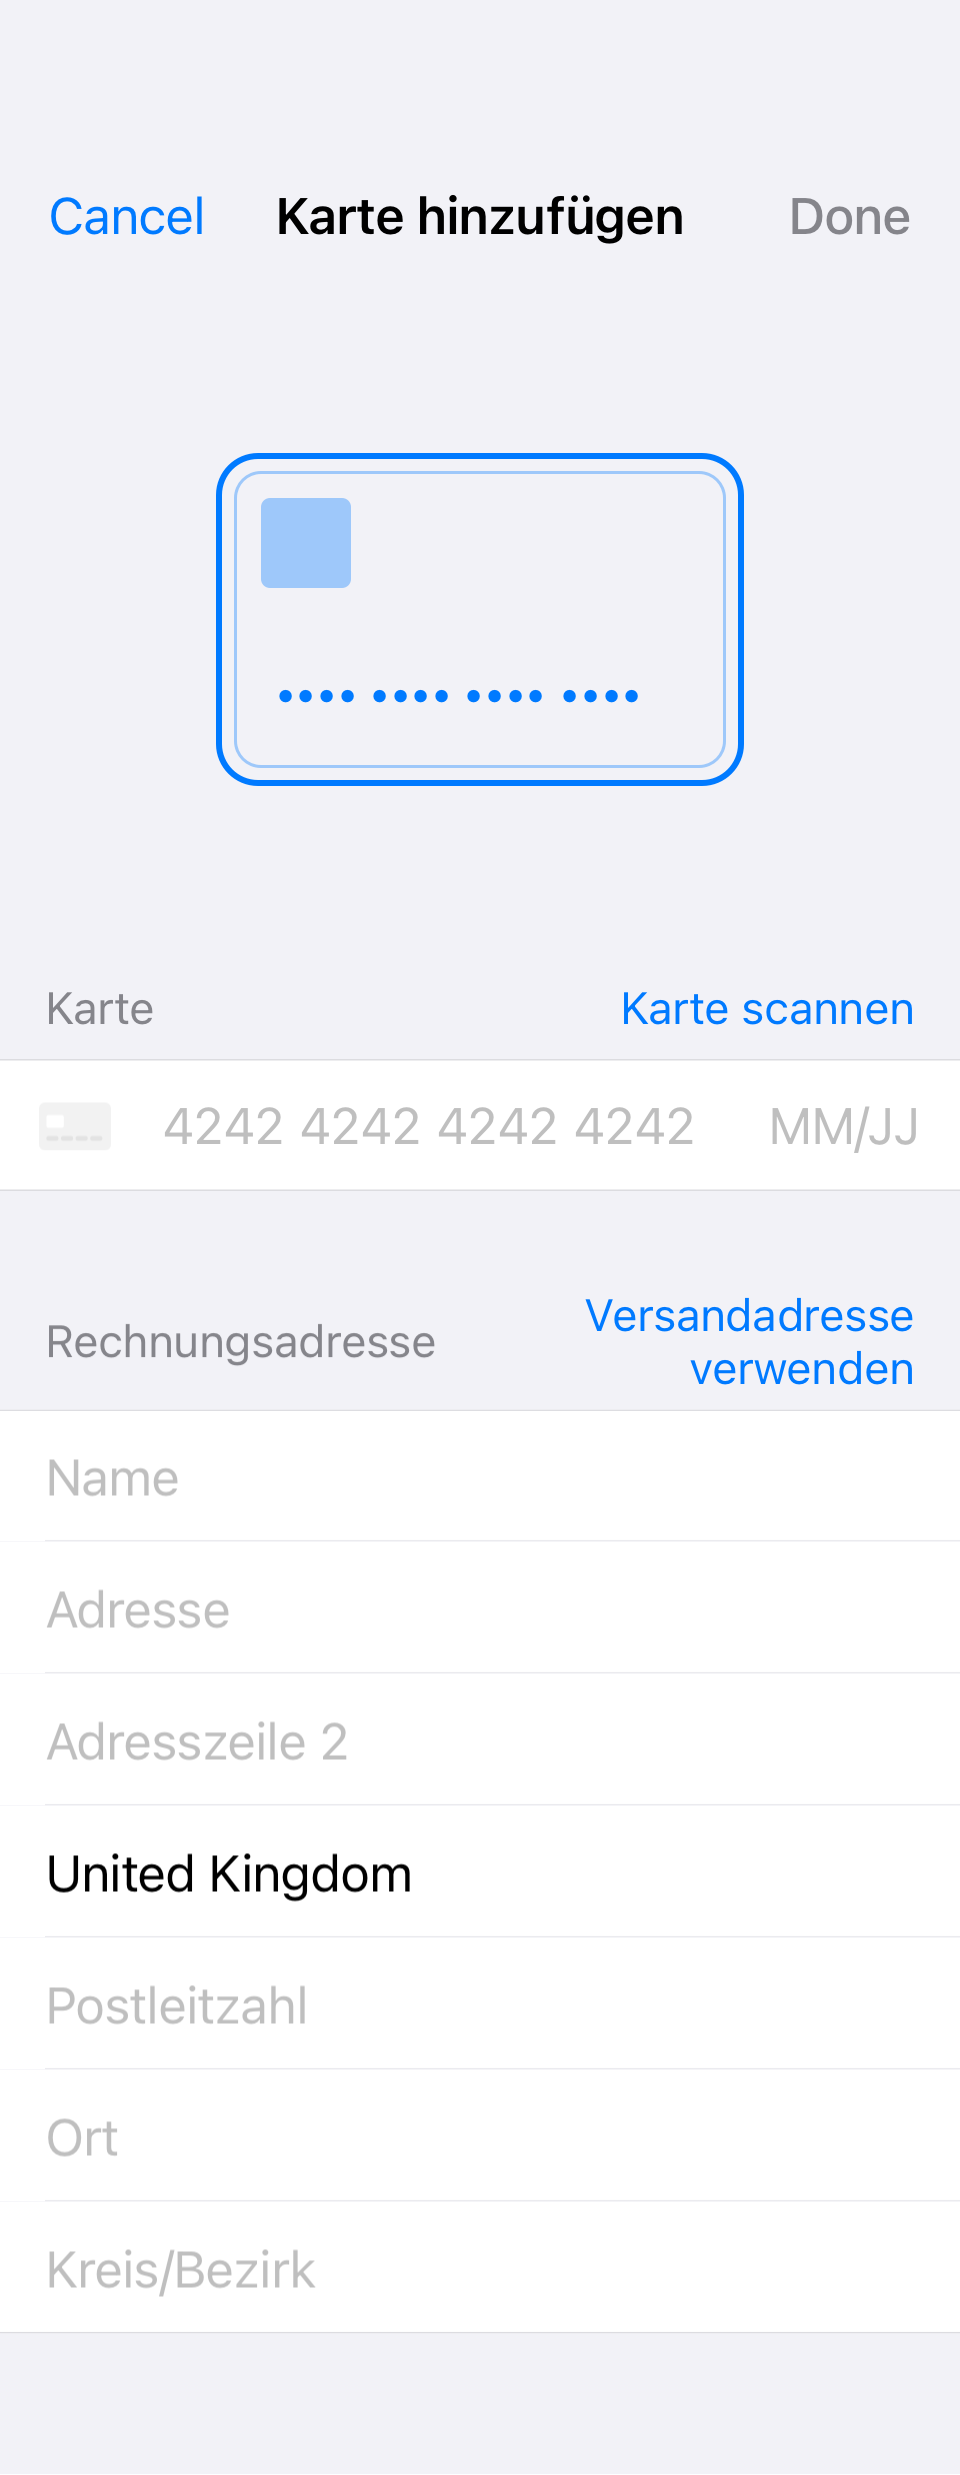 Cancel Karte hinzufügen Done
•••• •••• •••• ••••
Karte Karte scannen
4242 4242 4242 4242 MM/JJ
Rechnungsadresse Versandadresse
verwenden
Name
Adresse
Adresszeile 2
United Kingdom
Postleitzahl
Ort
Kreis/Bezirk